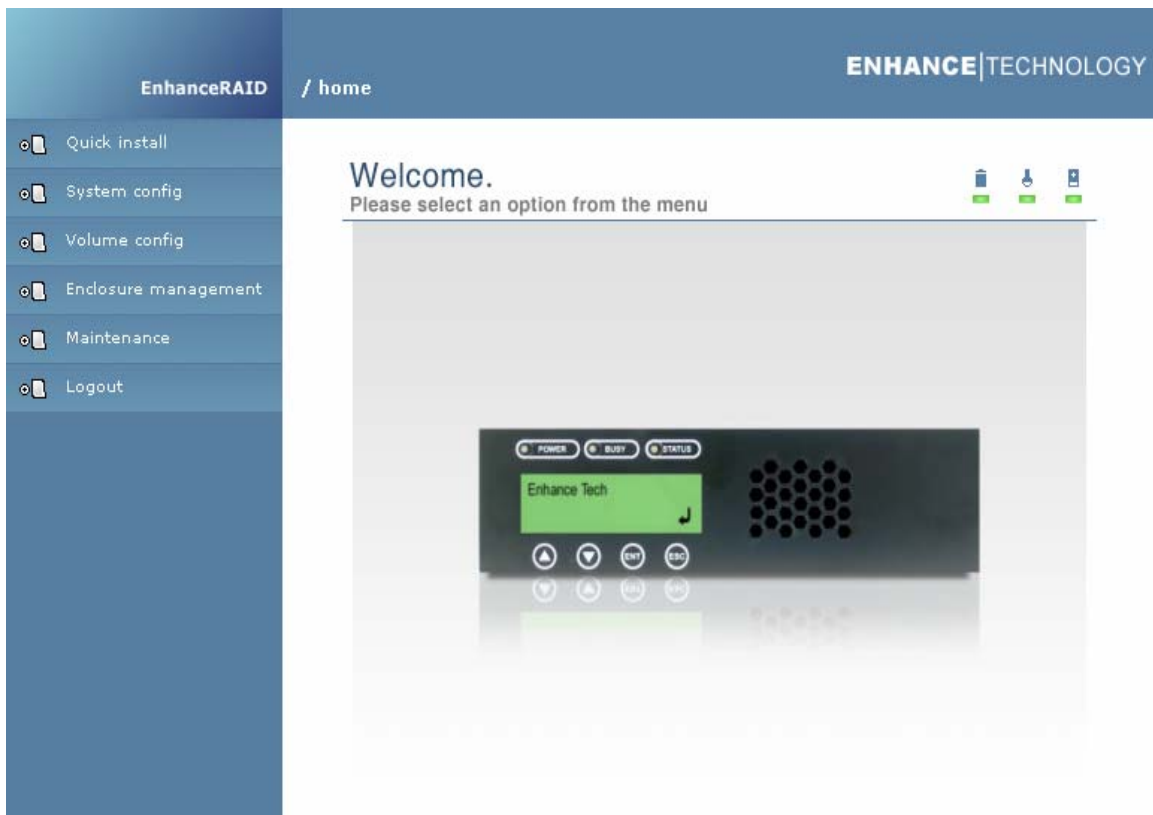 EnhanceRAID
/ home
ENHANCE|TECHNOLOGY
Quick install
System config
Volume config
Enclosure management
Maintenance
Logout
Welcome.
Please select an option from the menu
POWER BUSY STATUS
Enhance Tech
ENT ESC